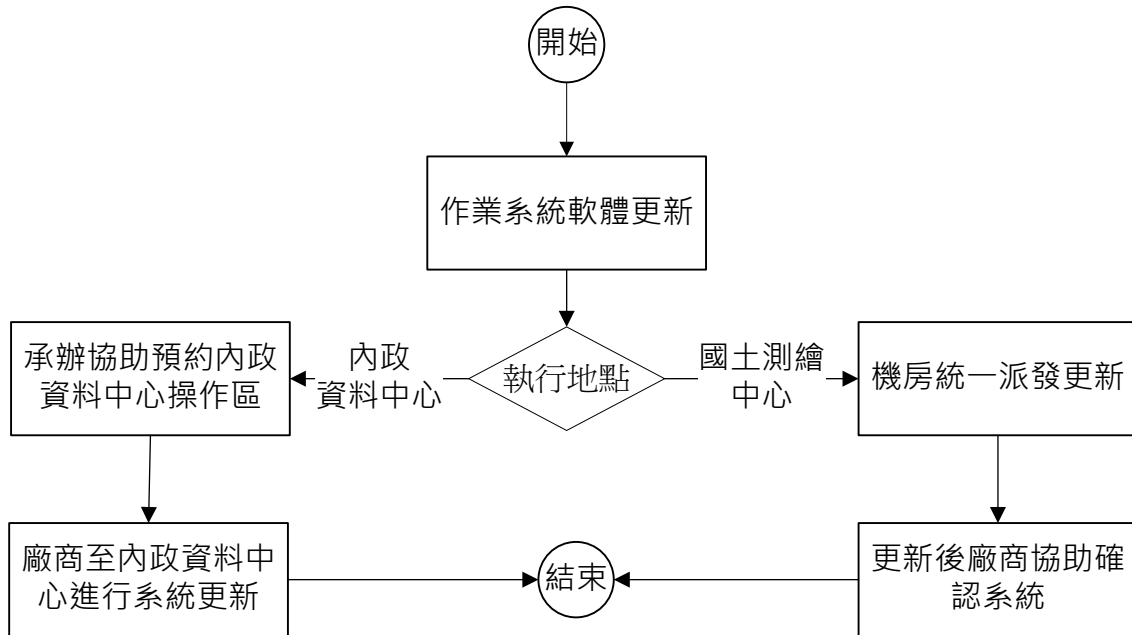 開始
作業系統軟體更新
執行地點
內政
資料中心
國土測繪
中心
承辦協助預約內政
資料中心操作區
機房統一派發更新
廠商至內政資料中
心進行系統更新
結束
更新後廠商協助確
認系統